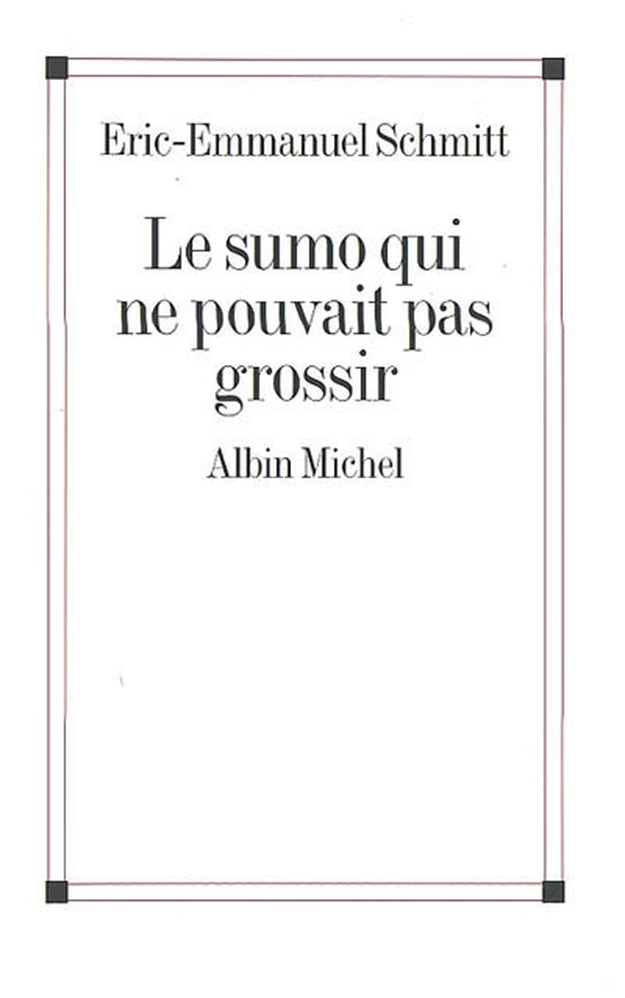 Eric-Emmanuel Schmitt
Le sumo qui
ne pouvait pas
grossir
Albin Michel